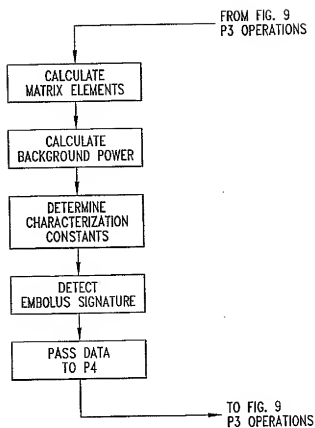 FROM FIG. 9
P3 OPERATIONS
CALCULATE
MATRIX ELEMENTS
CALCULATE
BACKGROUND POWER
DETERMINE
CHARACTERIZATION
CONSTANTS
DETECT
EMBOLUS SIGNATURE
PASS DATA
TO P4
TO FIG. 9
P3 OPERATIONS